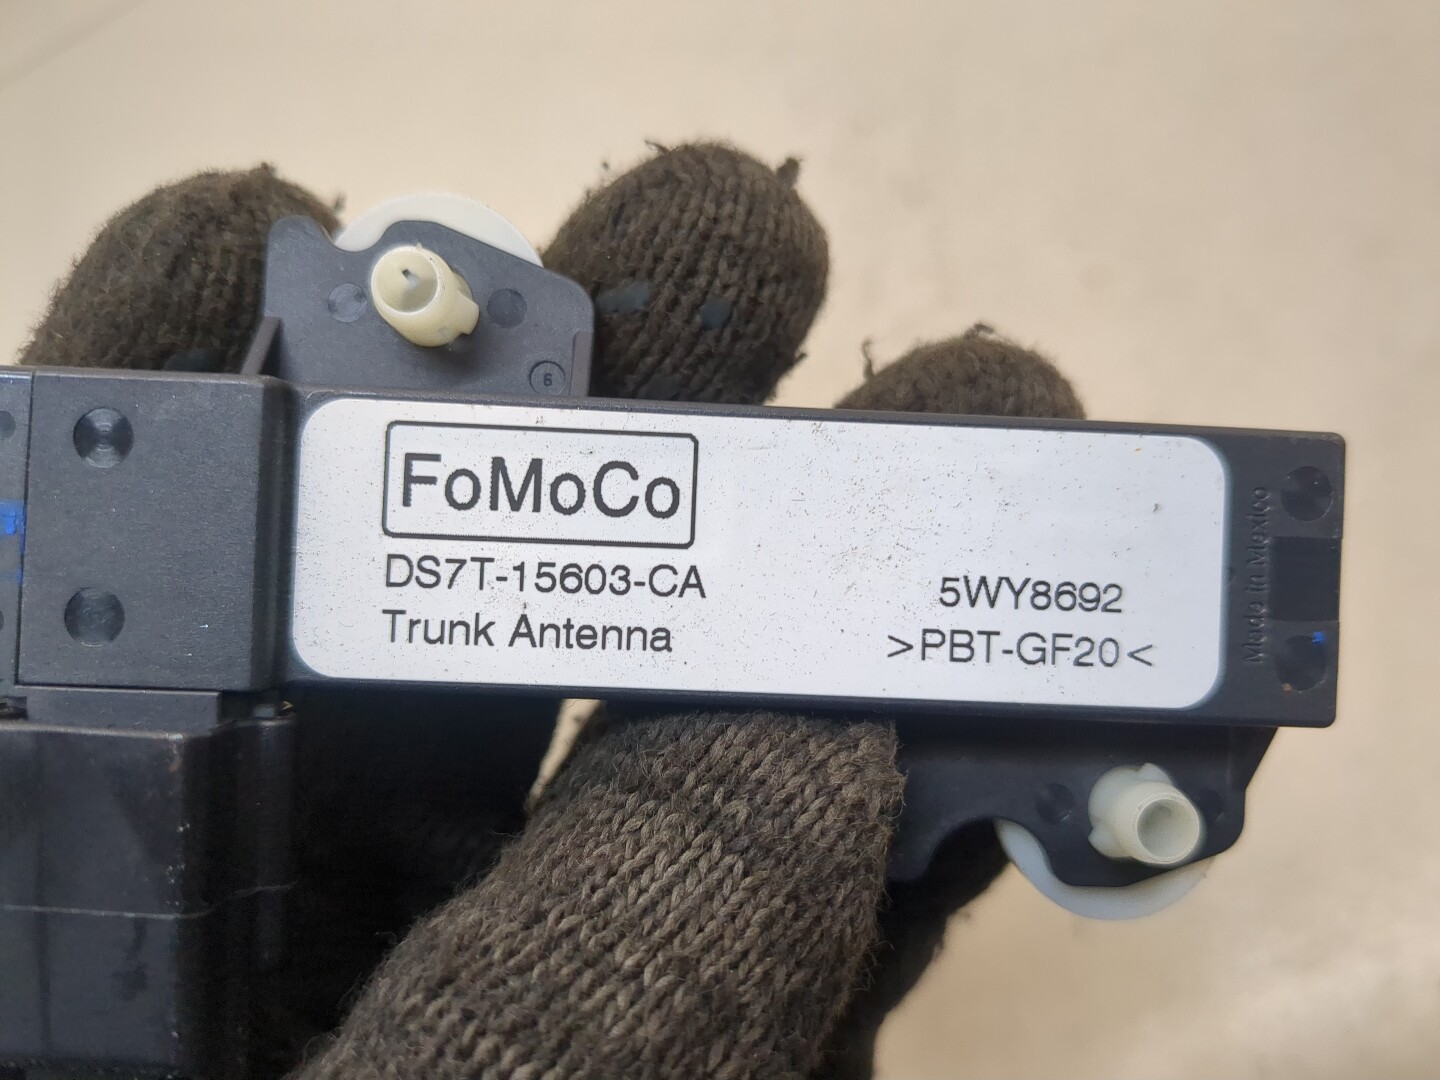 6
FoMoCo
DS7T-15603-CA
Trunk Antenna
5WY8692
>PBT-GF20<
Made in Mexico